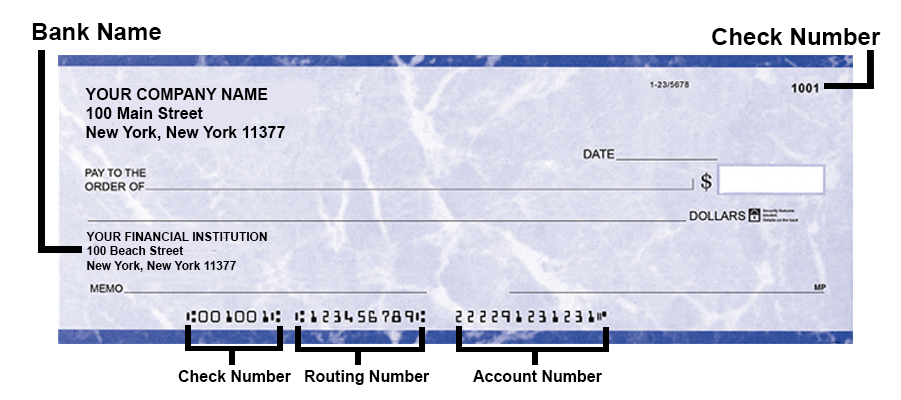 Bank Name
Check Number
1-23/5678
1001
YOUR COMPANY NAME
100 Main Street
New York, New York 11377
DATE
PAY TO THE
ORDER OF
$
DOLLARS
Security features
included.
Details on the back
YOUR FINANCIAL INSTITUTION
100 Beach Street
New York, New York 11377
MEMO
MP
⑆001001⑆ ⑆123456789⑆ 222291231231⑈
Check Number Routing Number Account Number